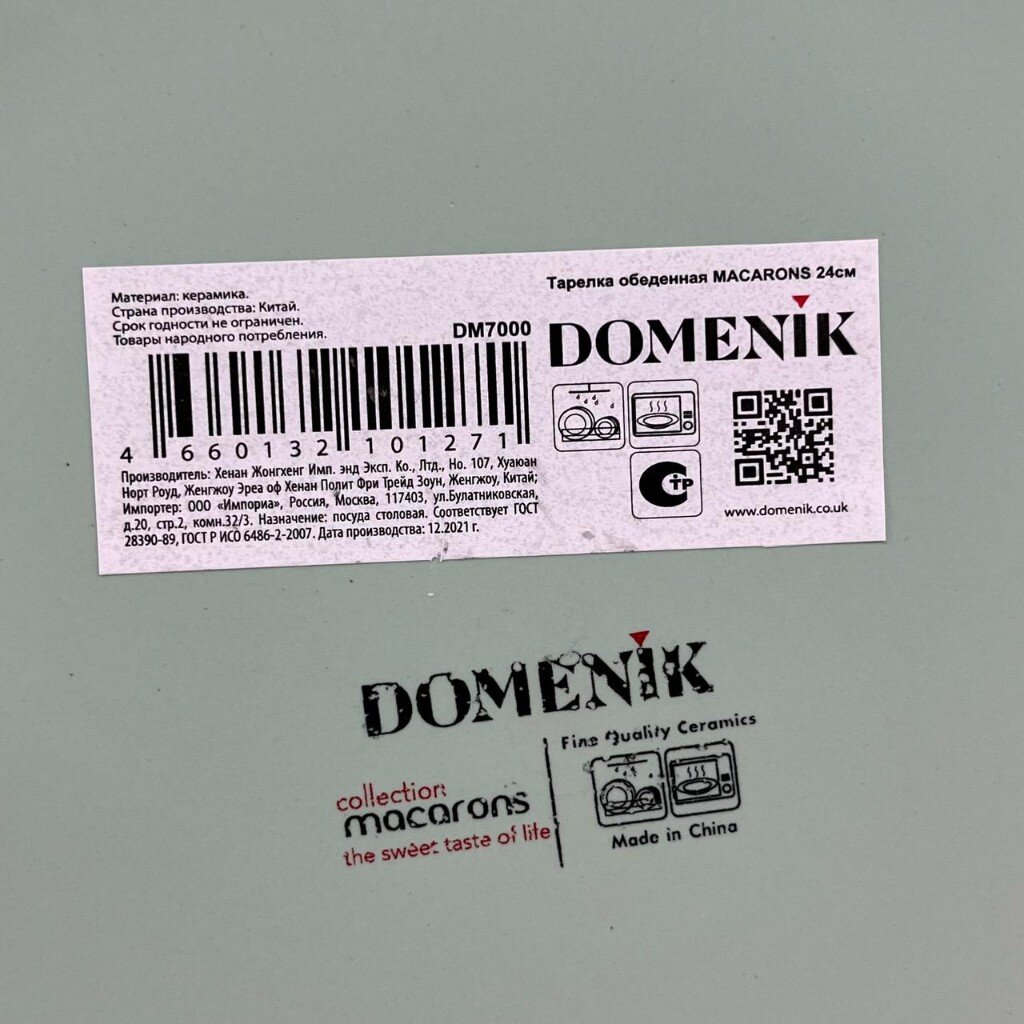 Материал: керамика.
Страна производства: Китай.
Срок годности не ограничен.
Товары народного потребления.
DM7000
4 660132 101271
Производитель: Хенан Жонгхенг Имп. энд Эксп. Ко., Лтд., Но. 107, Хуаюан
Норт Роуд, Женгжоу Эреа оф Хенан Полит Фри Трейд Зоун, Женгжоу, Китай;
Импортер: ООО «Импориа», Россия, Москва, 117403, ул.Булатниковская,
д.20, стр.2, комн.32/3. Назначение: посуда столовая. Соответствует ГОСТ
28390-89, ГОСТ Р ИСО 6486-2-2007. Дата производства: 12.2021 г.
Тарелка обеденная MACARONS 24см
DOMENIK
СТР
www.domenik.co.uk
DOMENIK
collection
macarons
the sweet taste of life
Fine Quality Ceramics
Made in China